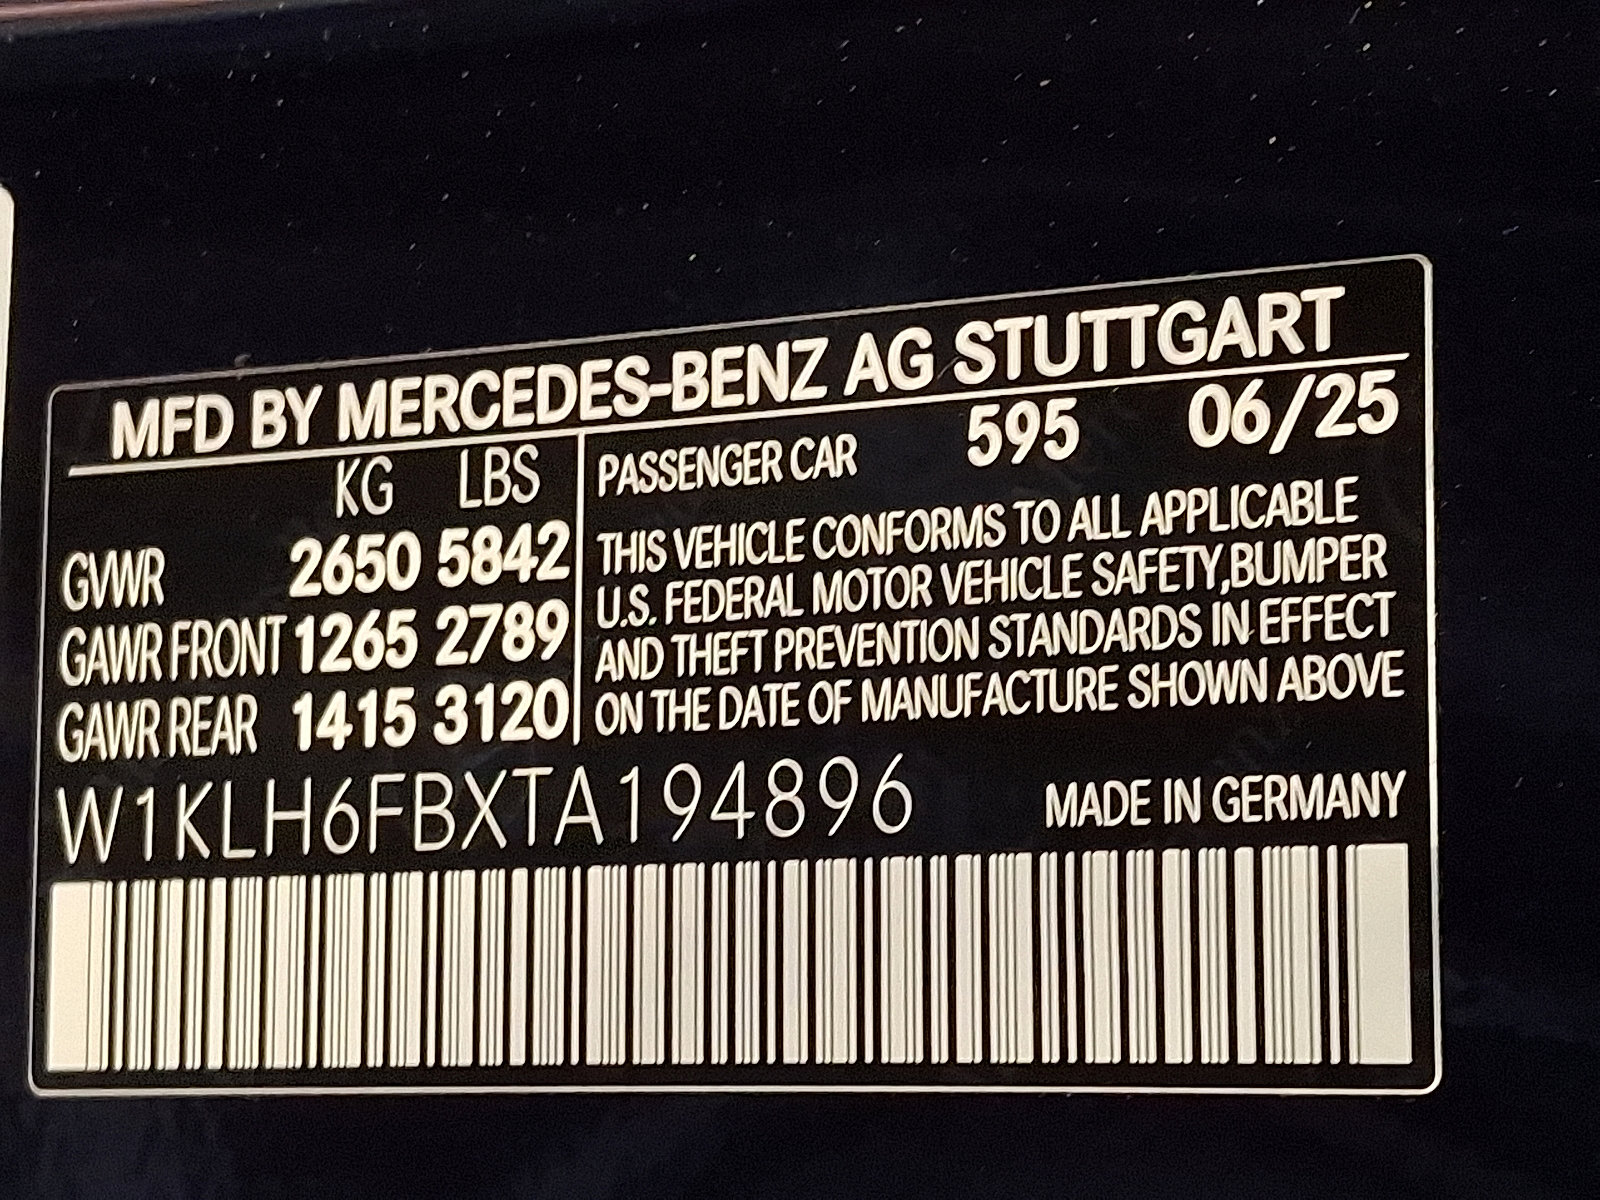 MFD BY MERCEDES-BENZ AG STUTTGART
KG LBS
GVWR 2650 5842
GAWR FRONT 1265 2789
GAWR REAR 1415 3120
PASSENGER CAR 595 06/25
THIS VEHICLE CONFORMS TO ALL APPLICABLE
U.S. FEDERAL MOTOR VEHICLE SAFETY,BUMPER
AND THEFT PREVENTION STANDARDS IN EFFECT
ON THE DATE OF MANUFACTURE SHOWN ABOVE
W1KLH6FBXTA194896
MADE IN GERMANY